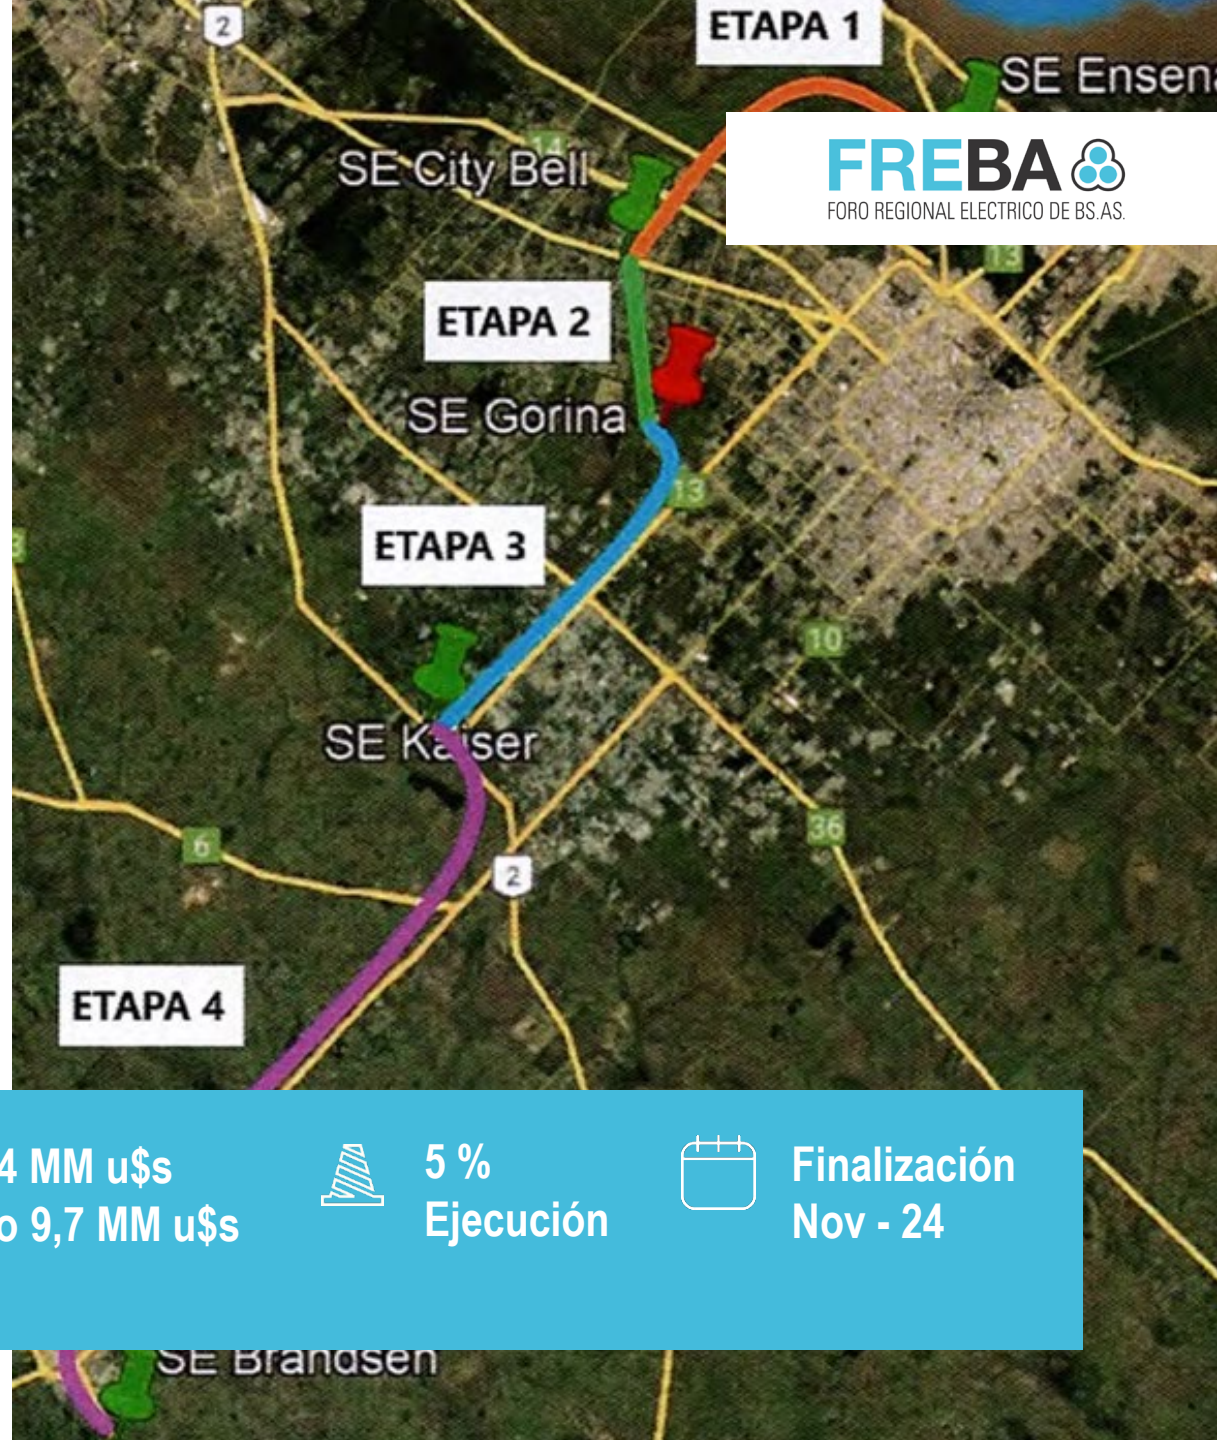 2
ETAPA 1
SE Ensena
14
SE City Bell
FREBA
FORO REGIONAL ELECTRICO DE BS.AS.
13
ETAPA 2
SE Gorina
13
ETAPA 3
10
SE Kaiser
36
6
2
ETAPA 4
4 MM u$s
o 9,7 MM u$s
5 %
Ejecución
Finalización
Nov - 24
SE Brandsen